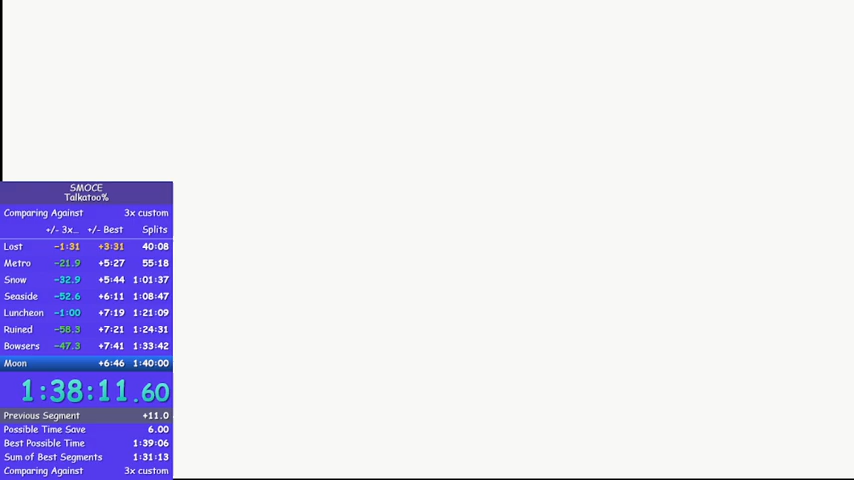 SMOCE
Talkatoo%
Comparing Against 3x custom
+/- 3x... +/- Best Splits
Lost -1:31 +3:31 40:08
Metro -21.9 +5:27 55:18
Snow -32.9 +5:44 1:01:37
Seaside -52.6 +6:11 1:08:47
Luncheon -1:00 +7:19 1:21:09
Ruined -58.3 +7:21 1:24:31
Bowsers -47.3 +7:41 1:33:42
Moon +6:46 1:40:00
1:38:11.60
Previous Segment +11.0
Possible Time Save 6.00
Best Possible Time 1:39:06
Sum of Best Segments 1:31:13
Comparing Against 3x custom